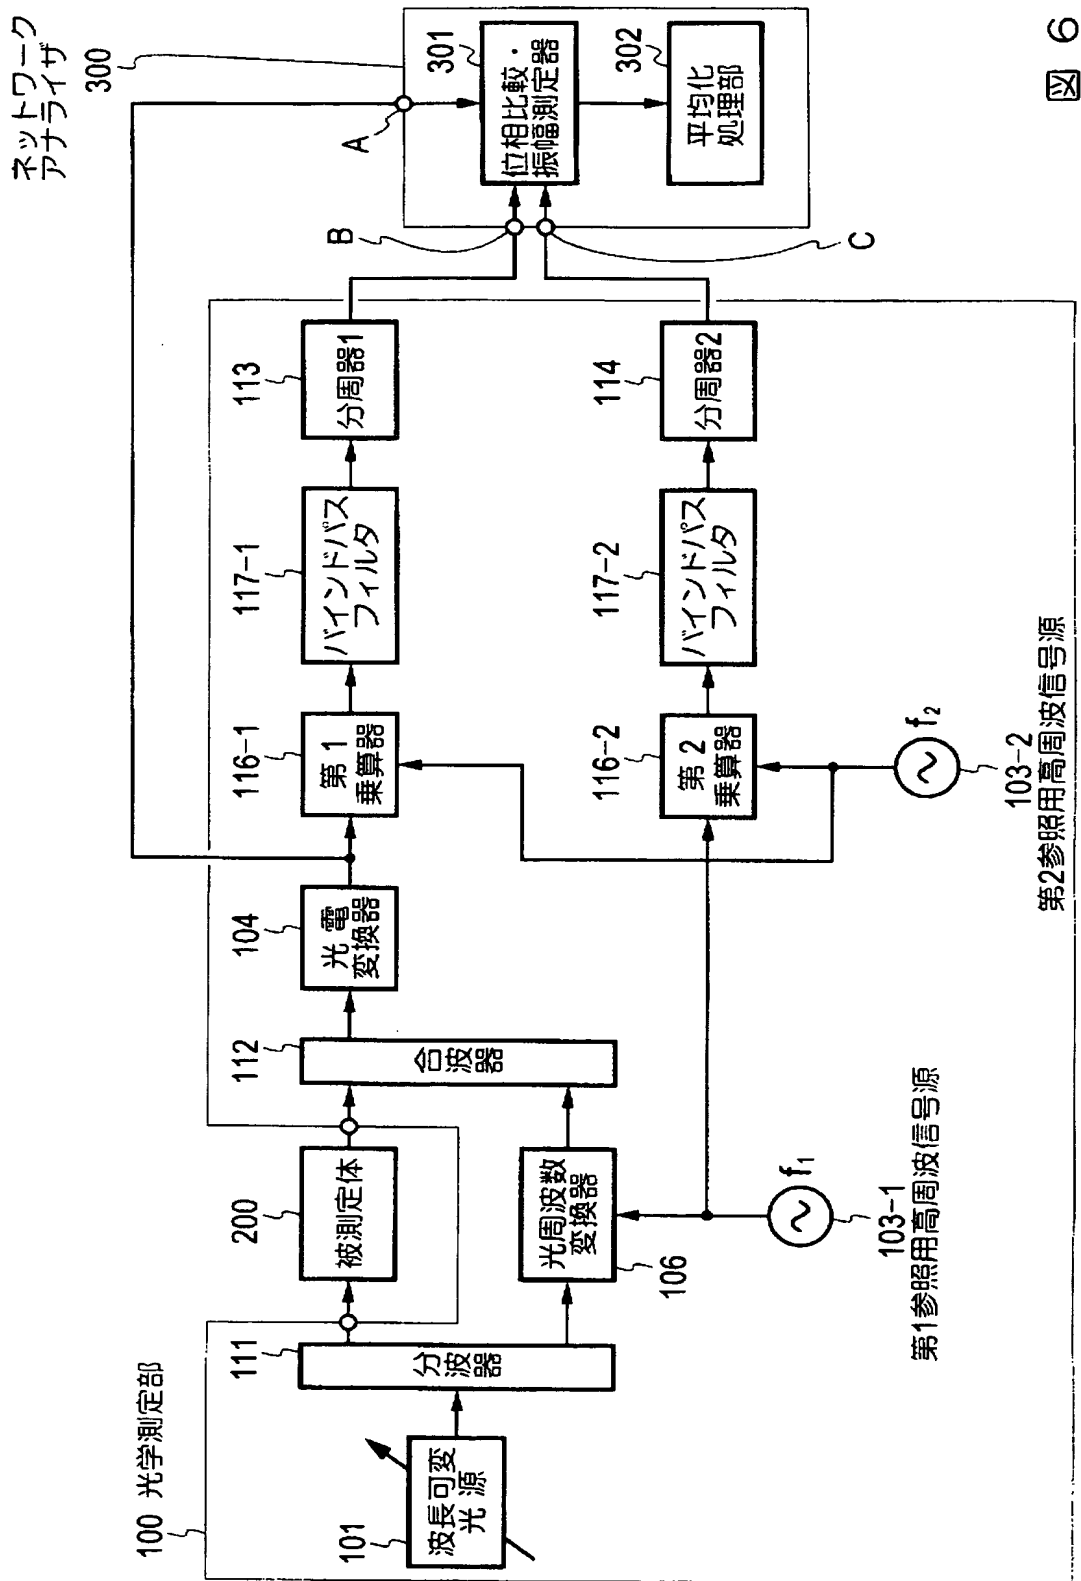 100 光学測定部
101
波長可変
光 源
111
分波器
200
被測定体
光周波数
変換器
106
f1
103-1
第1参照用高周波信号源
112
合波器
104
光 電
変換器
116-1
第 1
乗算器
117-1
バインドパス
フィルタ
113
分周器1
116-2
第 2
乗算器
117-2
バインドパス
フィルタ
114
分周器2
f2
103-2
第2参照用高周波信号源
ネットワーク
アナライザ
300
A
B
C
301
位相比較・
振幅測定器
302
平均化
処理部
図 6